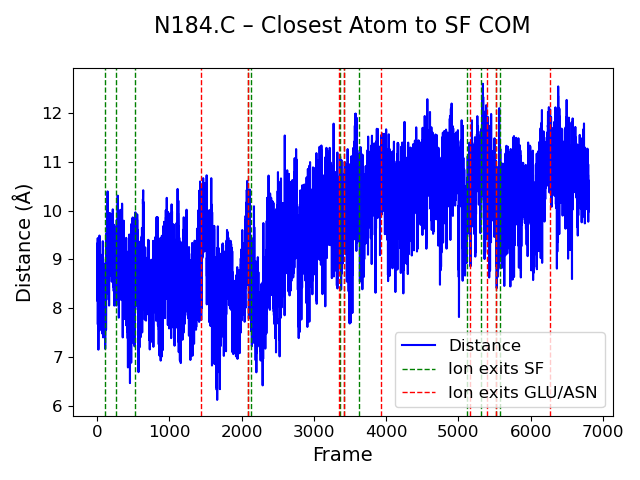 N184.C – Closest Atom to SF COM
Distance (Å)
12
11
10
9
8
7
6
Distance
Ion exits SF
Ion exits GLU/ASN
0 1000 2000 3000 4000 5000 6000 7000
Frame